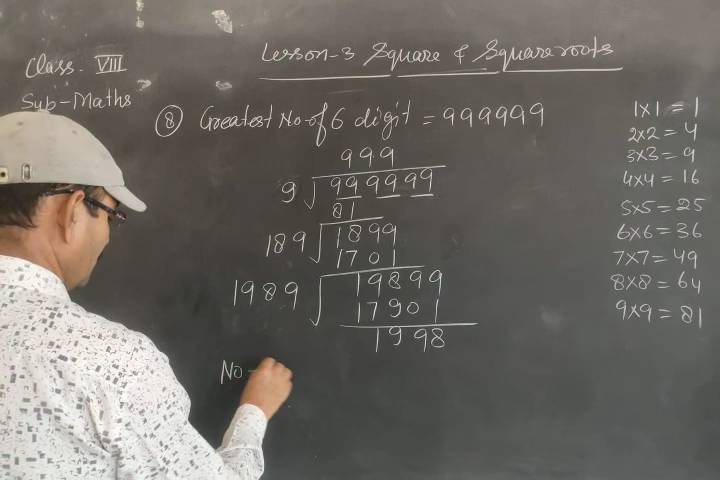 Lesson-3 Square & Squareroots
Class. VIII
Sub-Maths
⑧ Greatest No-of 6 digit = 999999
999
9 √ 999999
81
189 √ 1899
1701
1989 √ 19899
17901
1998
No-
1x1 = 1
2x2 = 4
3x3 = 9
4x4 = 16
5x5 = 25
6x6 = 36
7x7 = 49
8x8 = 64
9x9 = 81